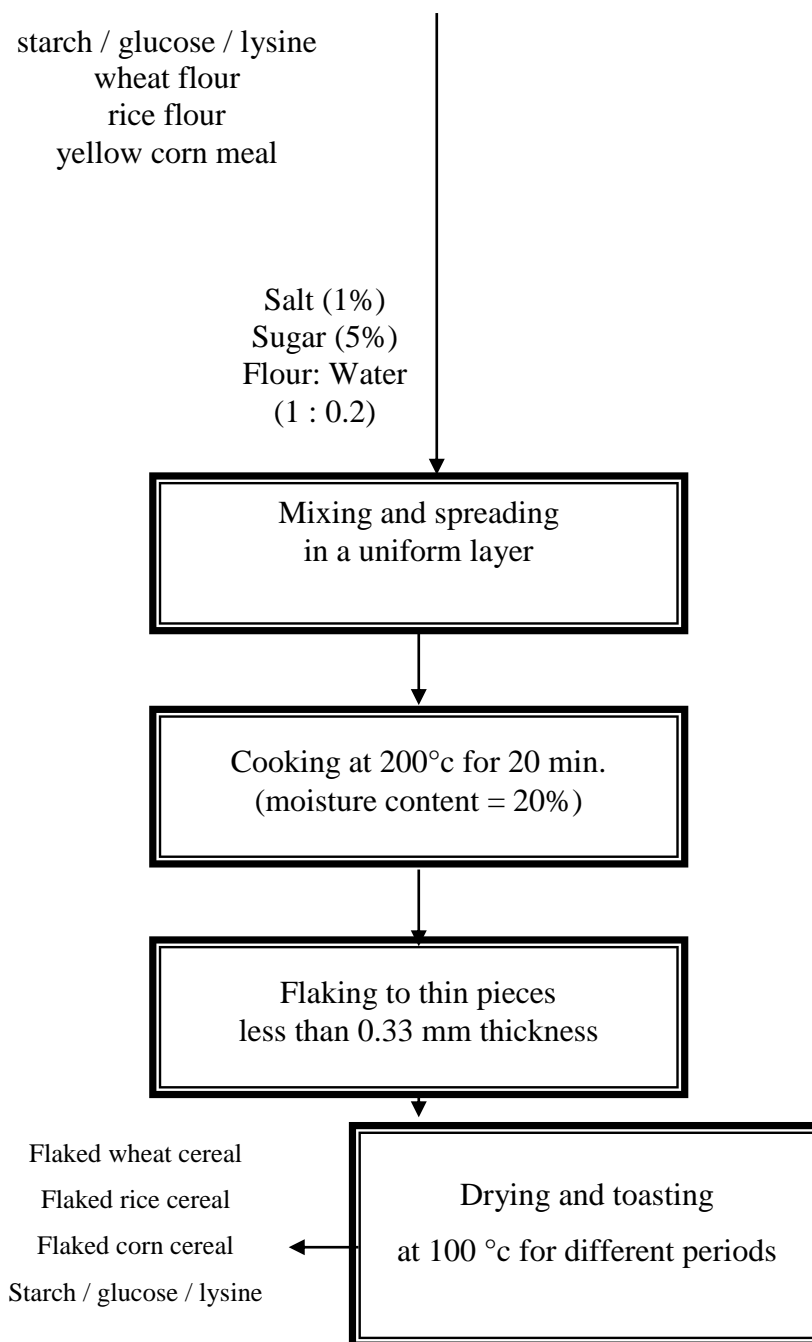 starch / glucose / lysine
wheat flour
rice flour
yellow corn meal
Salt (1%)
Sugar (5%)
Flour: Water
(1 : 0.2)
Mixing and spreading
in a uniform layer
Cooking at 200°c for 20 min.
(moisture content = 20%)
Flaking to thin pieces
less than 0.33 mm thickness
Drying and toasting
at 100 °c for different periods
Flaked wheat cereal
Flaked rice cereal
Flaked corn cereal
Starch / glucose / lysine